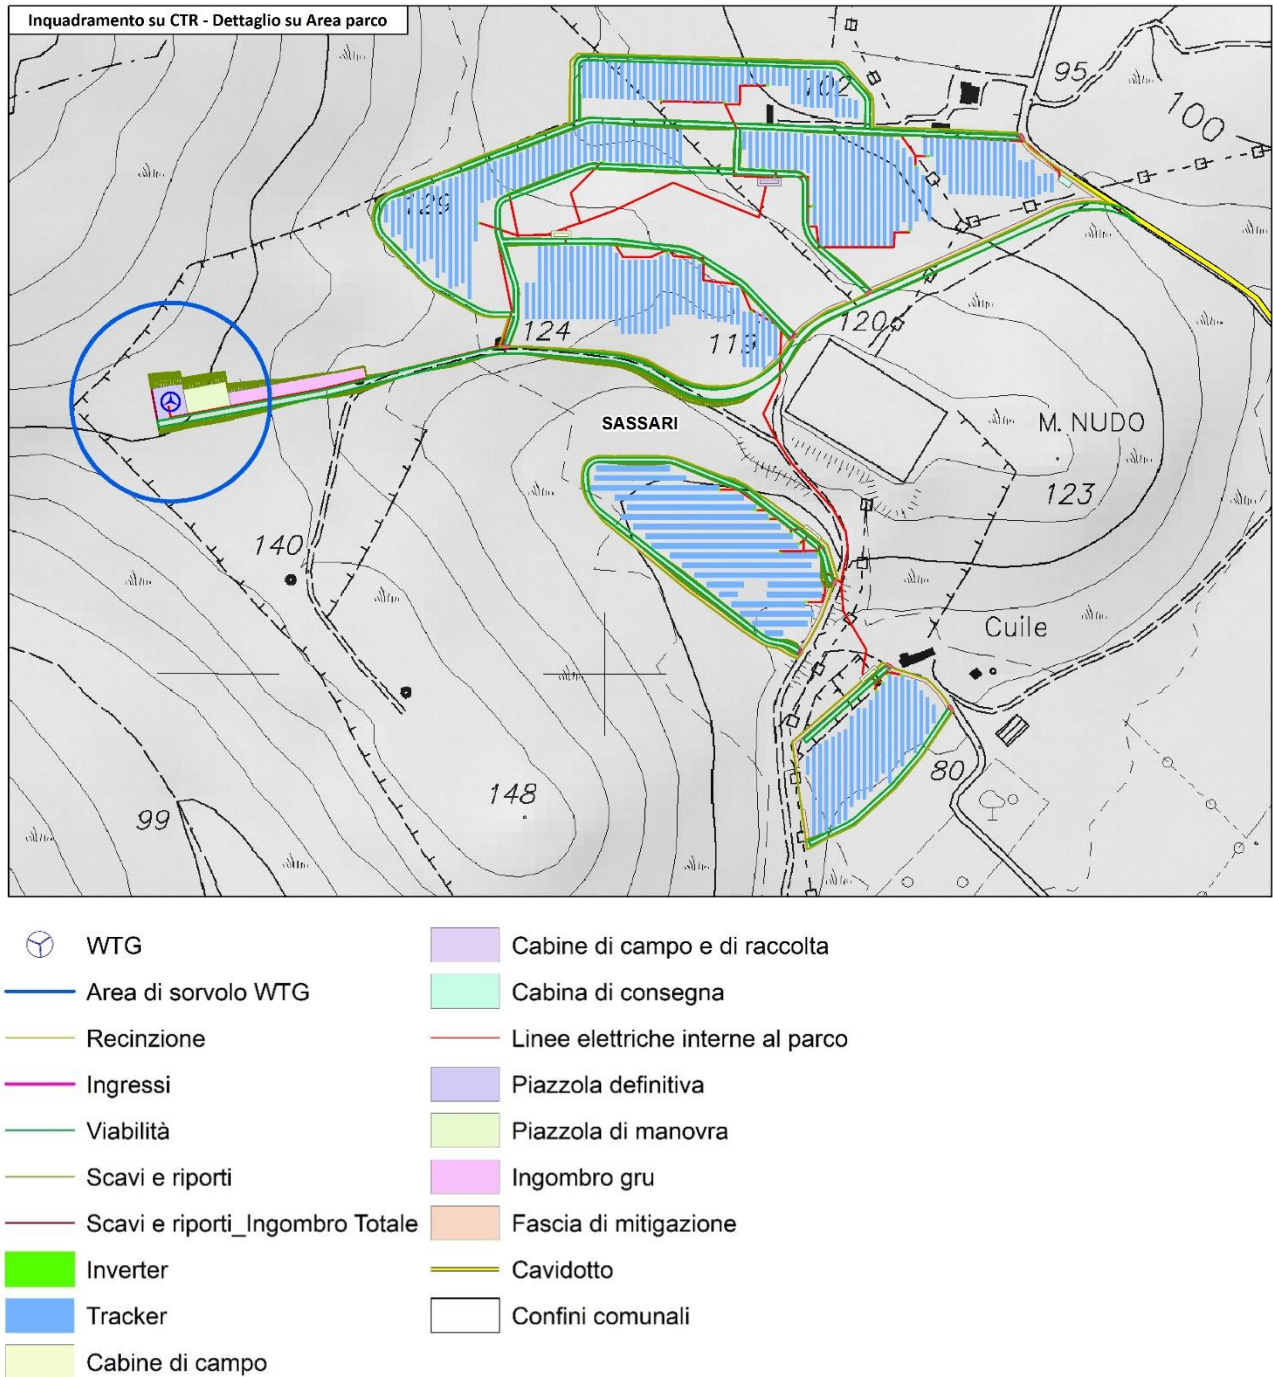 Inquadramento su CTR - Dettaglio su Area parco
102
95
100
129
124
119
120
SASSARI
M. NUDO
123
140
Cuile
148
80
99
WTG
Area di sorvolo WTG
Recinzione
Ingressi
Viabilità
Scavi e riporti
Scavi e riporti_Ingombro Totale
Inverter
Tracker
Cabine di campo
Cabine di campo e di raccolta
Cabina di consegna
Linee elettriche interne al parco
Piazzola definitiva
Piazzola di manovra
Ingombro gru
Fascia di mitigazione
Cavidotto
Confini comunali